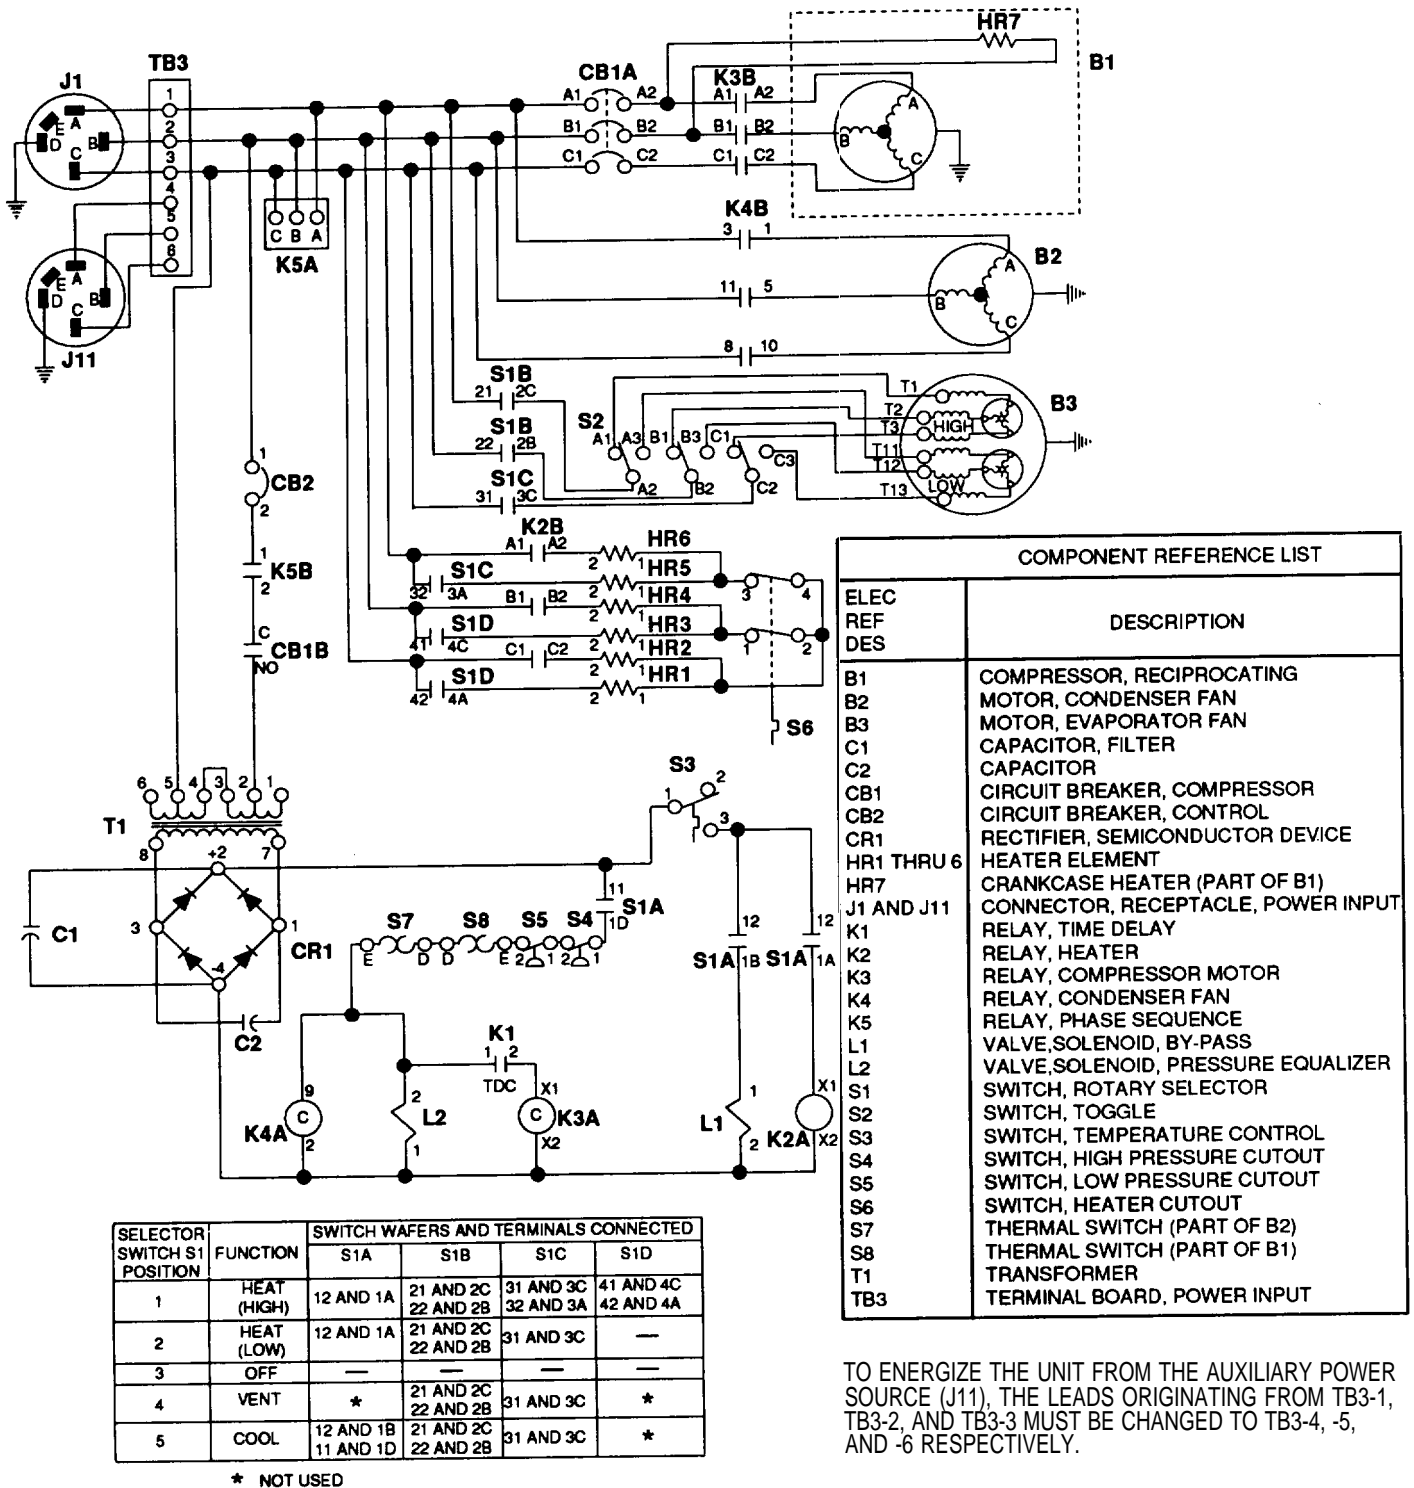 HR7
B1
J1
TB3
CB1A
K3B
A1 A2 A1 A2
B1 B2 B1 B2
C1 C2 C1 C2
1
2
3
4
5
6
A
B
C
D
E
A
B
C
C B A
K5A
K4B
3 1
11 5
8 10
B2
A
B
C
J11
A
B
C
D
E
S1B
21 2C
S1B
22 2B
S1C
31 3C
S2
A1 A3 B1 B3 C1 C3
A2 B2 C2
T1
T2
T3
T11
T12
T13
HIGH
LOW
B3
1
CB2
2
1
K5B
2
C
CB1B
NO
K2B
A1 A2 2 1 HR6
32 S1C 3A 2 1 HR5
B1 B2 2 1 HR4
41 S1D 4C 2 1 HR3
C1 C2 2 1 HR2
42 S1D 4A 2 1 HR1
3 4
1 2
S6
6 5 4 3 2 1
T1
8 7
+2
3 1
-4
C1
CR1
C2
S3
1 2
3
11
S1A
1D
S7 S8 S5 S4
E D D E 2 1 2 1
12
S1A 1B
12
S1A 1A
K1
1 2
TDC
9
K4A C
2
2
L2
1
X1
C K3A
X2
1
L1
2
X1
K2A X2
COMPONENT REFERENCE LIST
ELEC
REF
DES
DESCRIPTION
B1 COMPRESSOR, RECIPROCATING
B2 MOTOR, CONDENSER FAN
B3 MOTOR, EVAPORATOR FAN
C1 CAPACITOR, FILTER
C2 CAPACITOR
CB1 CIRCUIT BREAKER, COMPRESSOR
CB2 CIRCUIT BREAKER, CONTROL
CR1 RECTIFIER, SEMICONDUCTOR DEVICE
HR1 THRU 6 HEATER ELEMENT
HR7 CRANKCASE HEATER (PART OF B1)
J1 AND J11 CONNECTOR, RECEPTACLE, POWER INPUT
K1 RELAY, TIME DELAY
K2 RELAY, HEATER
K3 RELAY, COMPRESSOR MOTOR
K4 RELAY, CONDENSER FAN
K5 RELAY, PHASE SEQUENCE
L1 VALVE,SOLENOID, BY-PASS
L2 VALVE,SOLENOID, PRESSURE EQUALIZER
S1 SWITCH, ROTARY SELECTOR
S2 SWITCH, TOGGLE
S3 SWITCH, TEMPERATURE CONTROL
S4 SWITCH, HIGH PRESSURE CUTOUT
S5 SWITCH, LOW PRESSURE CUTOUT
S6 SWITCH, HEATER CUTOUT
S7 THERMAL SWITCH (PART OF B2)
S8 THERMAL SWITCH (PART OF B1)
T1 TRANSFORMER
TB3 TERMINAL BOARD, POWER INPUT
SELECTOR
SWITCH S1
POSITION
FUNCTION
SWITCH WAFERS AND TERMINALS CONNECTED
S1A S1B S1C S1D
1 HEAT (HIGH) 12 AND 1A 21 AND 2C 31 AND 3C 41 AND 4C
22 AND 2B 32 AND 3A 42 AND 4A
2 HEAT (LOW) 12 AND 1A 21 AND 2C 31 AND 3C —
22 AND 2B
3 OFF — — — —
4 VENT * 21 AND 2C 31 AND 3C *
22 AND 2B
5 COOL 12 AND 1B 21 AND 2C 31 AND 3C *
11 AND 1D 22 AND 2B
* NOT USED
TO ENERGIZE THE UNIT FROM THE AUXILIARY POWER
SOURCE (J11), THE LEADS ORIGINATING FROM TB3-1,
TB3-2, AND TB3-3 MUST BE CHANGED TO TB3-4, -5,
AND -6 RESPECTIVELY.